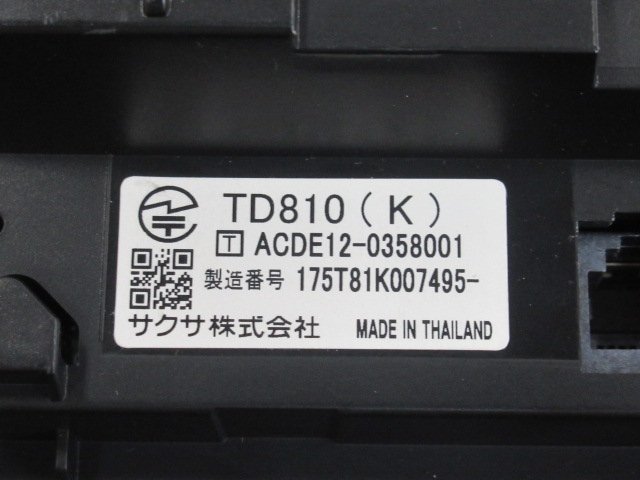 TD810(K)
T ACDE12-0358001
製造番号 175T81K007495-
サクサ株式会社 MADE IN THAILAND